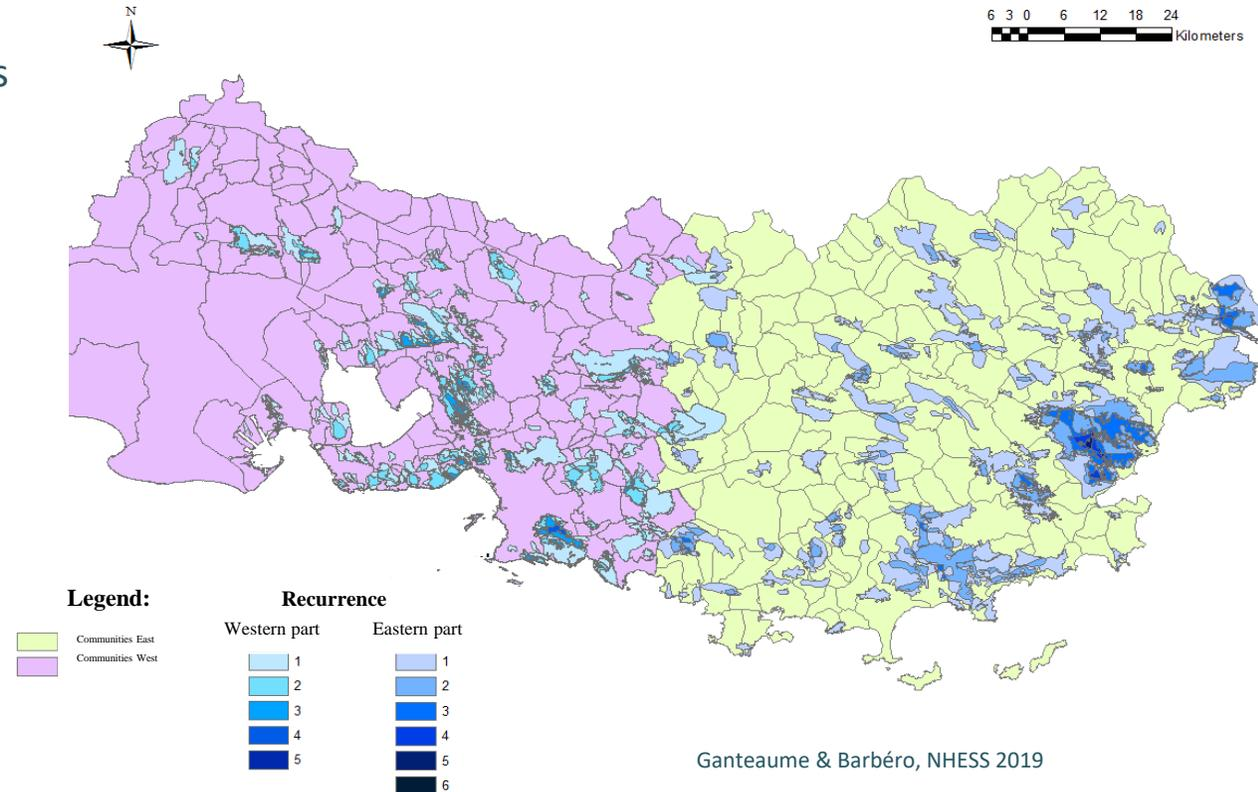 N
6 3 0 6 12 18 24
Kilometers
s
Legend:
Communities East
Communities West
Recurrence
Western part
1
2
3
4
5
Eastern part
1
2
3
4
5
6
Ganteaume & Barbéro, NHESS 2019